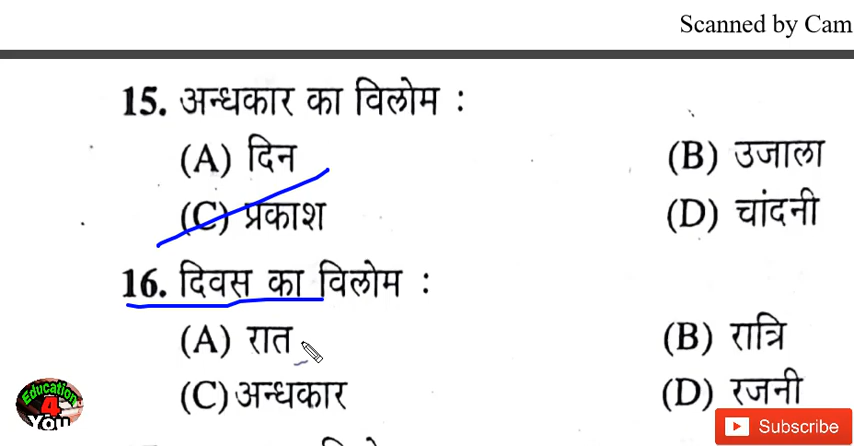 Scanned by Cam
15. अन्धकार का विलोम :
(A) दिन (B) उजाला
(C) प्रकाश (D) चांदनी
16. दिवस का विलोम :
(A) रात (B) रात्रि
(C) अन्धकार (D) रजनी
Education
4
You
Subscribe